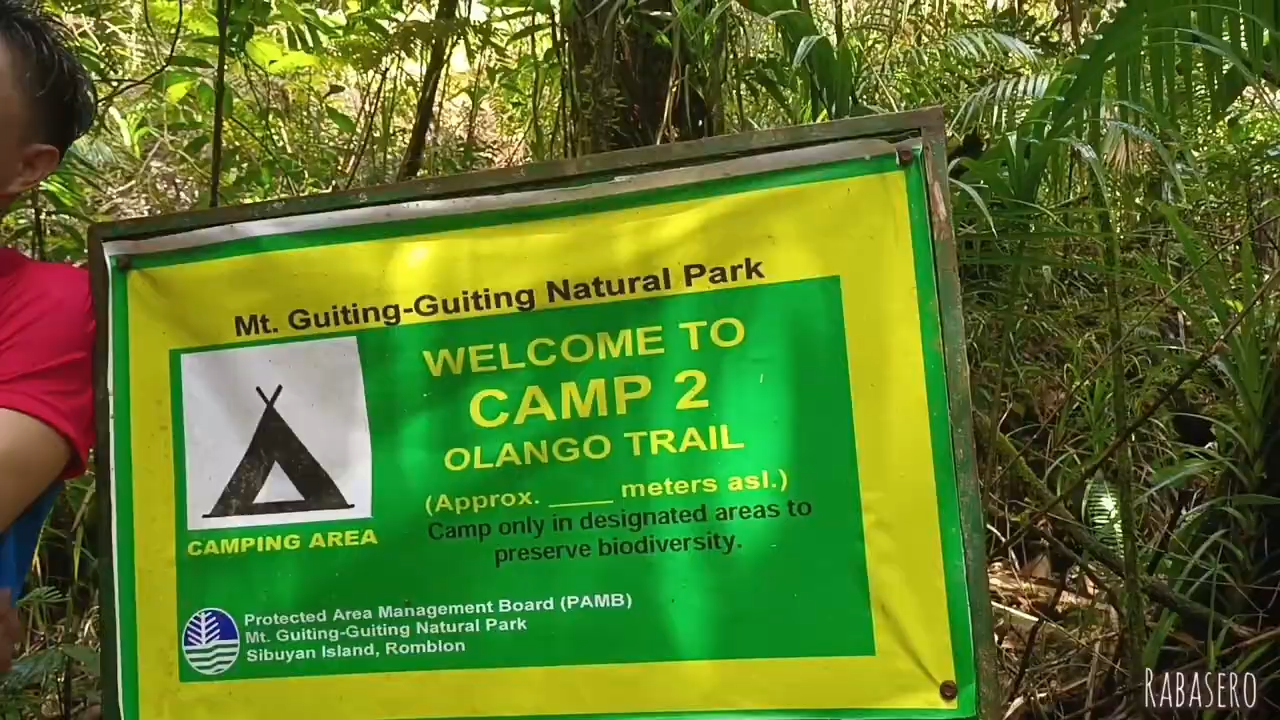 Mt. Guiting-Guiting Natural Park
WELCOME TO
CAMP 2
OLANGO TRAIL
(Approx. ____ meters asl.)
Camp only in designated areas to
preserve biodiversity.
CAMPING AREA
Protected Area Management Board (PAMB)
Mt. Guiting-Guiting Natural Park
Sibuyan Island, Romblon
RABASERO